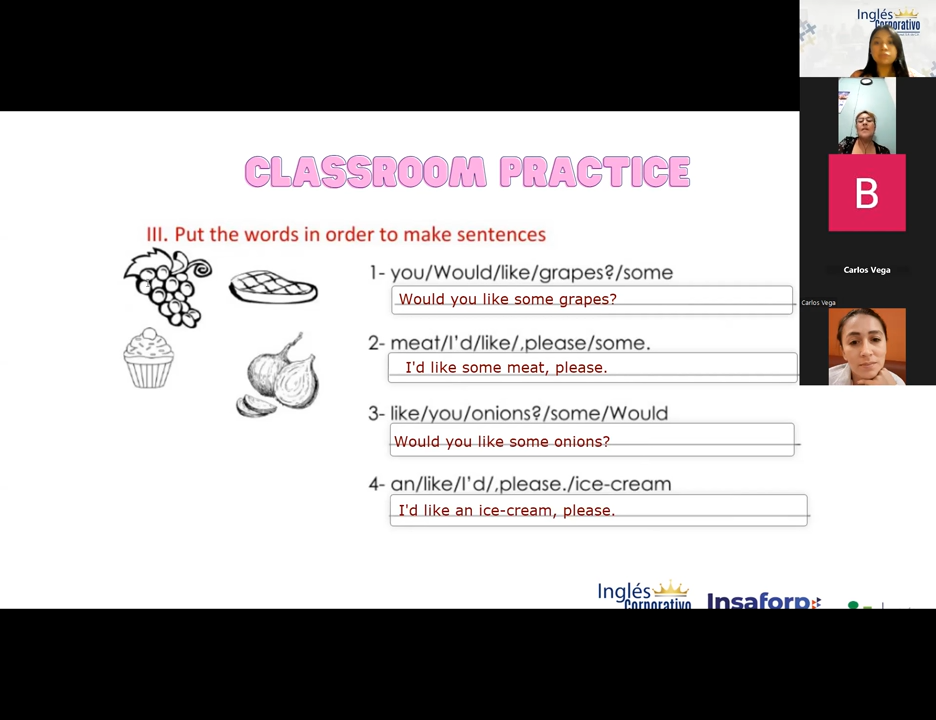 Inglés
Corporativo
CLASSROOM PRACTICE
B
III. Put the words in order to make sentences
1- you/Would/like/grapes?/some
Carlos Vega
Would you like some grapes?
Carlos Vega
2- meat/I'd/like/,please/some.
I'd like some meat, please.
3- like/you/onions?/some/Would
Would you like some onions?
4- an/like/I'd/,please./ice-cream
I'd like an ice-cream, please.
Inglés
Corporativo
Insaforp